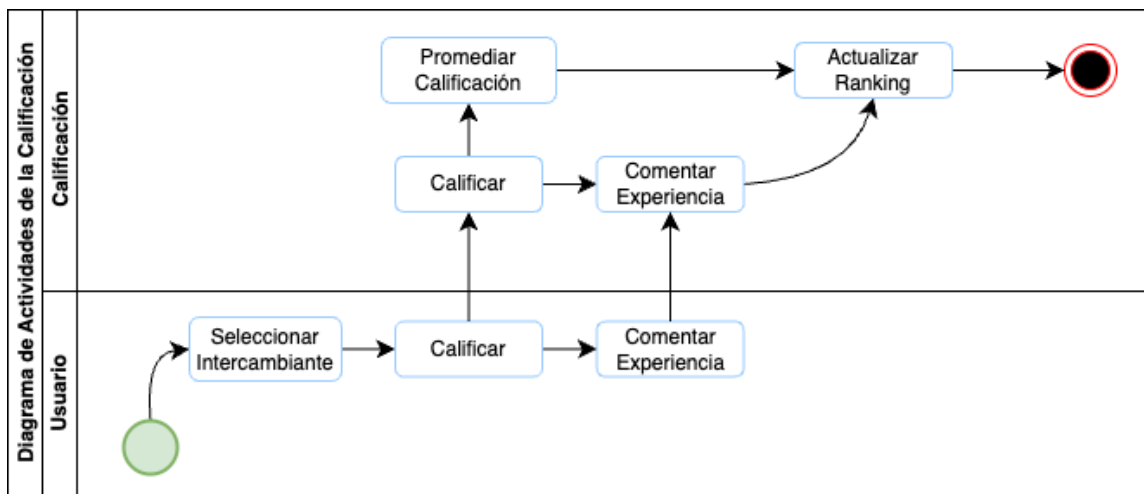 Diagrama de Actividades de la Calificación
Calificación
Promediar
Calificación
Actualizar
Ranking
Calificar
Comentar
Experiencia
Usuario
Seleccionar
Intercambiante
Calificar
Comentar
Experiencia